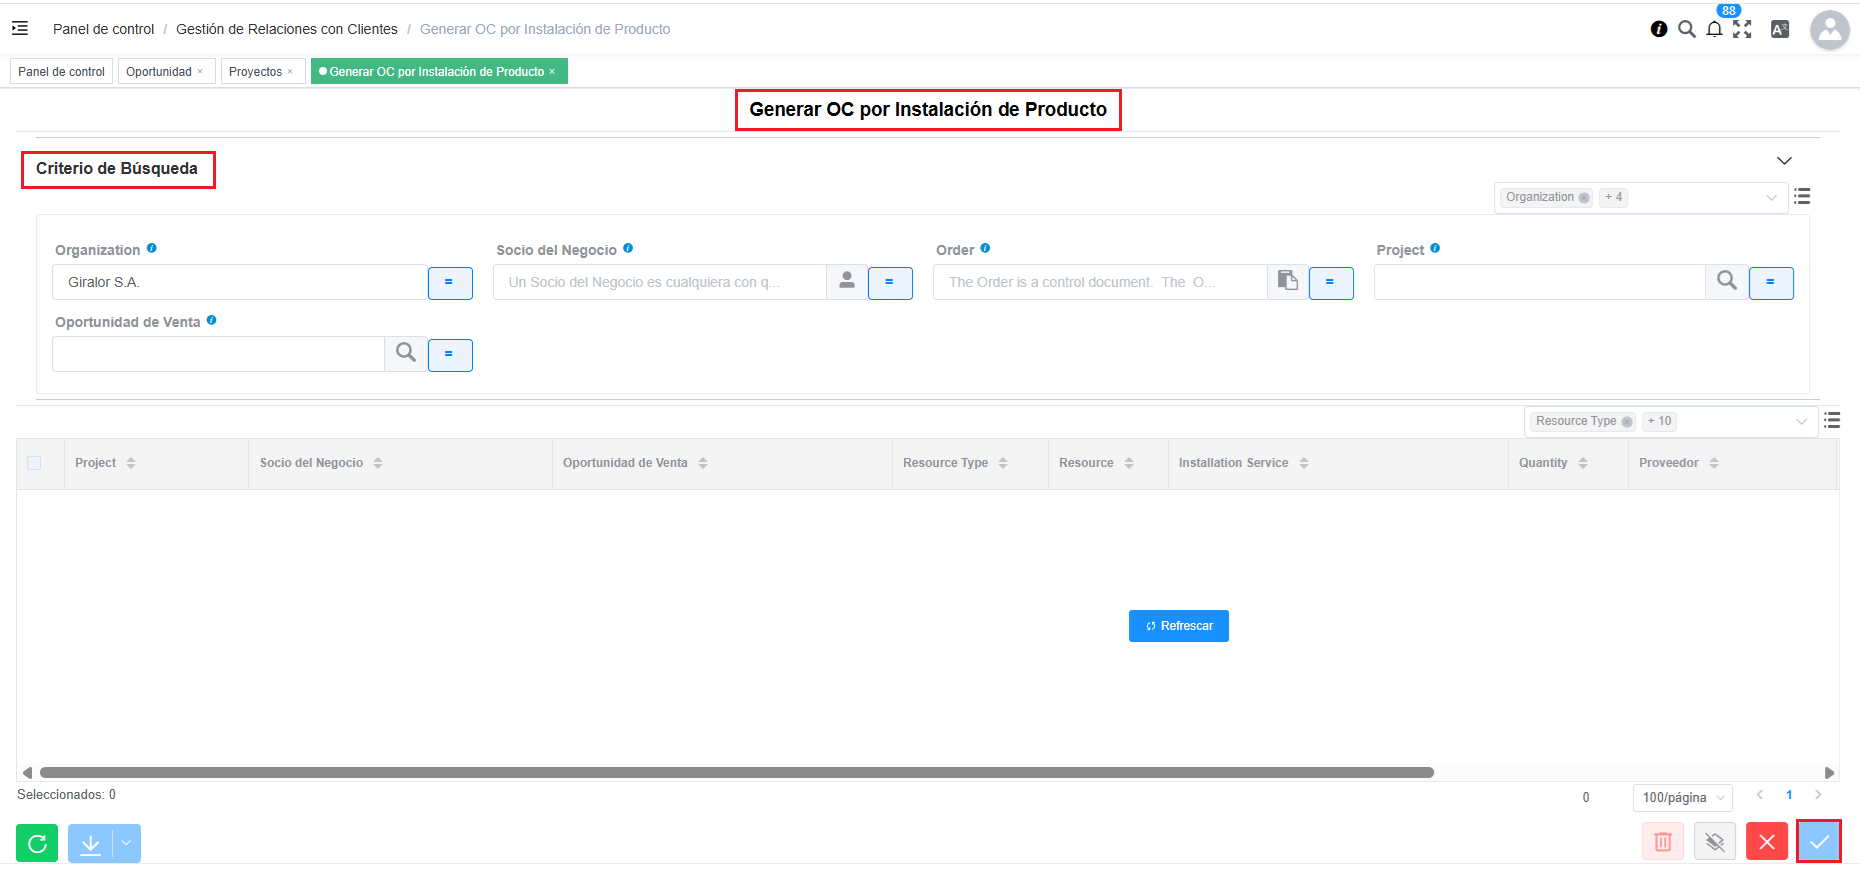 Panel de control / Gestión de Relaciones con Clientes / Generar OC por Instalación de Producto
88
Panel de control Oportunidad × Proyectos × Generar OC por Instalación de Producto ×
Generar OC por Instalación de Producto
Criterio de Búsqueda
Organization + 4
Organization Socio del Negocio Order Project
Giralor S.A. = Un Socio del Negocio es cualquiera con q... = The Order is a control document.  The  O... = =
Oportunidad de Venta
=
Resource Type + 10
Project Socio del Negocio Oportunidad de Venta Resource Type Resource Installation Service Quantity Proveedor
Refrescar
Seleccionados: 0
0 100/página 1